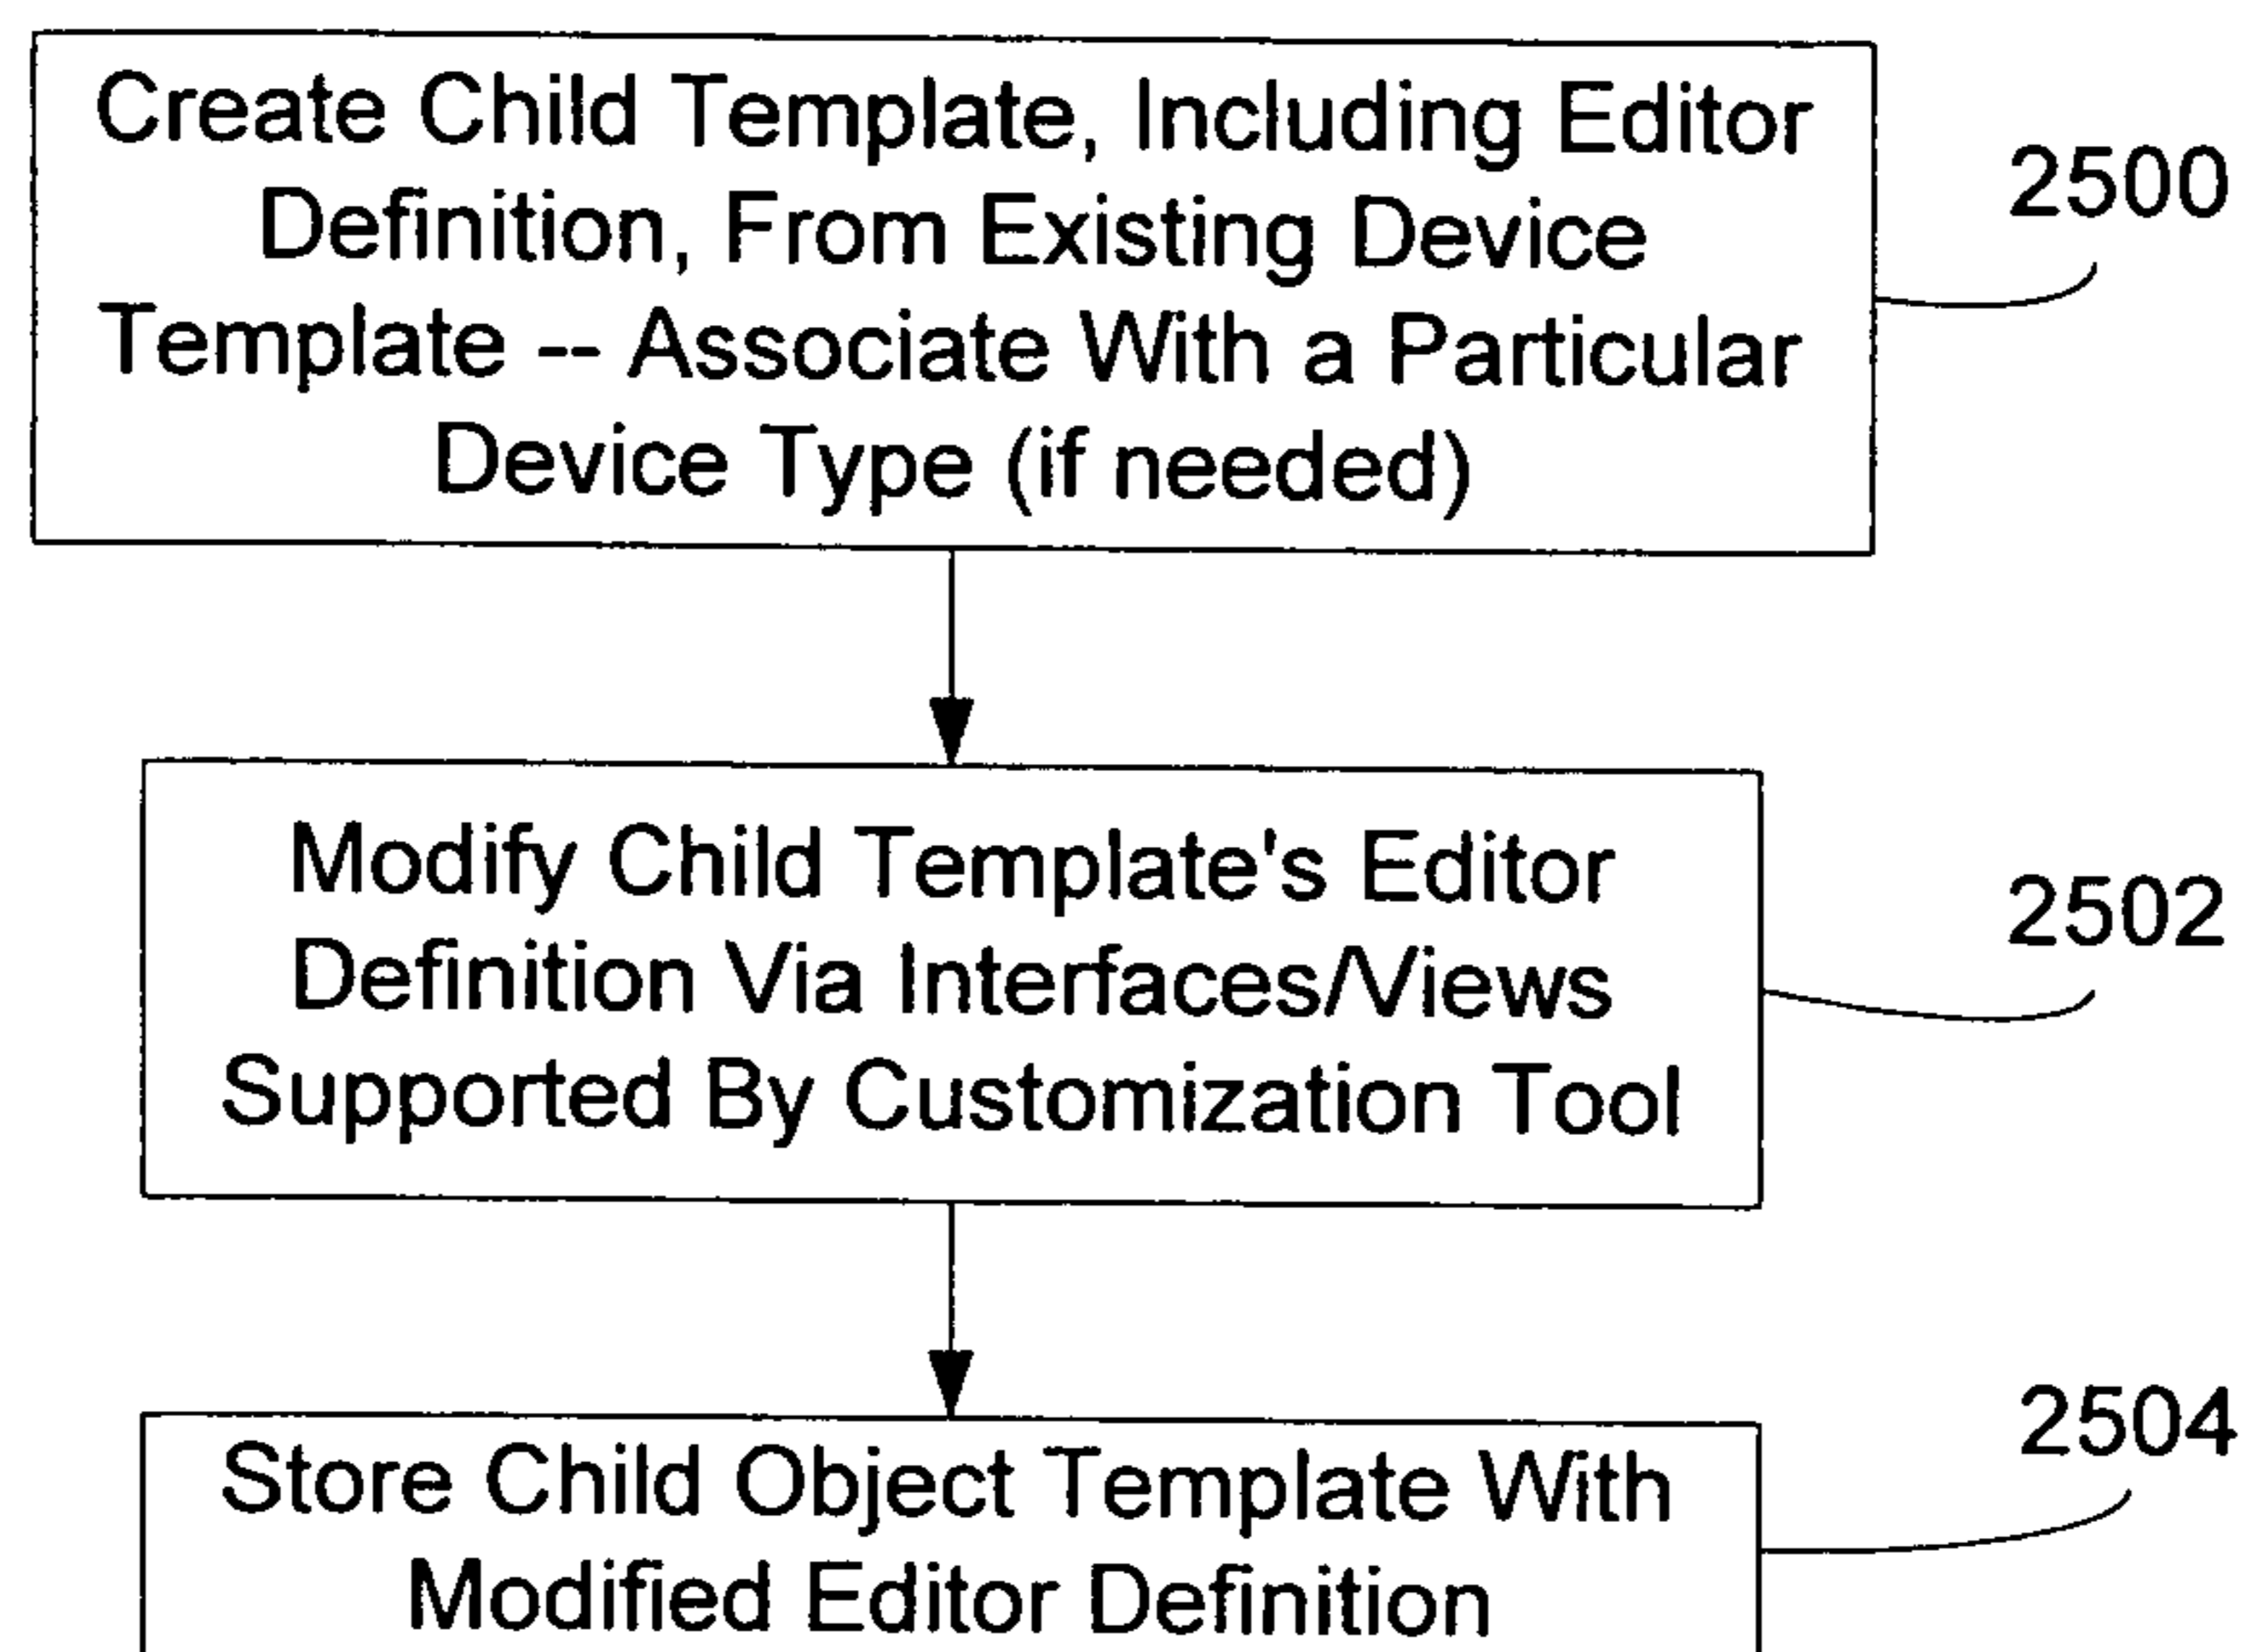 Create Child Template, Including Editor
Definition, From Existing Device
Template -- Associate With a Particular
Device Type (if needed)
2500
Modify Child Template's Editor
Definition Via Interfaces/Views
Supported By Customization Tool
2502
Store Child Object Template With
Modified Editor Definition
2504